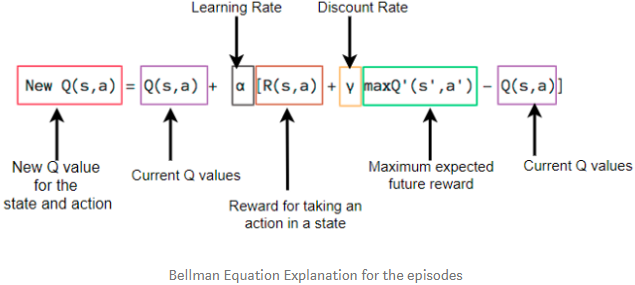 Learning Rate
Discount Rate
New Q(s,a) = Q(s,a) + α [R(s,a) + γ maxQ'(s',a') − Q(s,a)]
New Q value
for the
state and action
Current Q values
Reward for taking an
action in a state
Maximum expected
future reward
Current Q values
Bellman Equation Explanation for the episodes